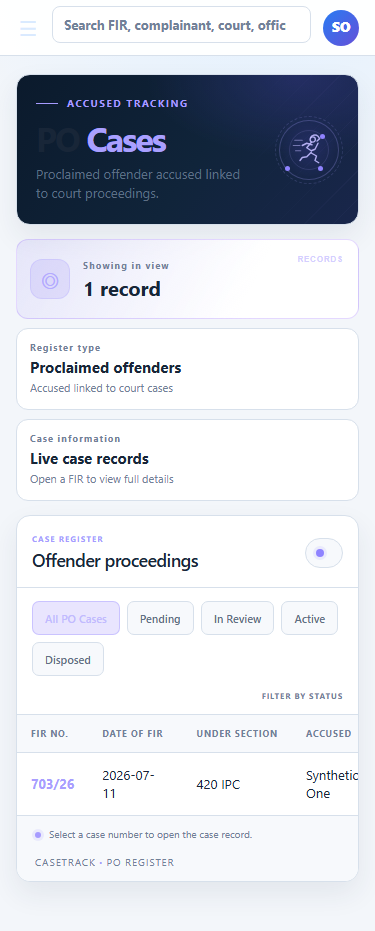 Search FIR, complainant, court, offic
SO
ACCUSED TRACKING
PO Cases
Proclaimed offender accused linked
to court proceedings.
Showing in view
RECORDS
1 record
Register type
Proclaimed offenders
Accused linked to court cases
Case information
Live case records
Open a FIR to view full details
CASE REGISTER
Offender proceedings
All PO Cases Pending In Review Active
Disposed
FILTER BY STATUS
FIR NO. DATE OF FIR UNDER SECTION ACCUSED
703/26 2026-07-11 420 IPC Synthetic One
Select a case number to open the case record.
CASETRACK • PO REGISTER